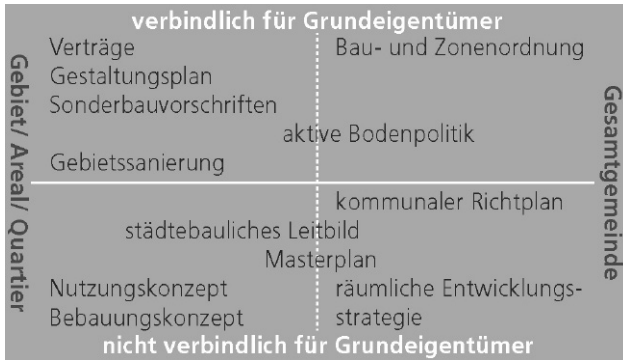 verbindlich für Grundeigentümer
Gebiet/ Areal/ Quartier
Verträge
Bau- und Zonenordnung
Gestaltungsplan
Sonderbauvorschriften
aktive Bodenpolitik
Gebietssanierung
Gesamtgemeinde
kommunaler Richtplan
städtebauliches Leitbild
Masterplan
Nutzungskonzept
räumliche Entwicklungs-
Bebauungskonzept
strategie
nicht verbindlich für Grundeigentümer